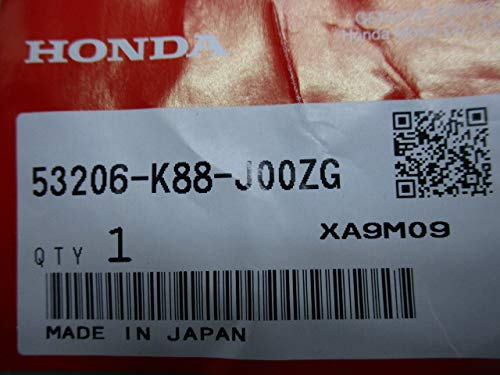 HONDA
53206-K88-J00ZG
XA9M09
QTY 1
MADE IN JAPAN